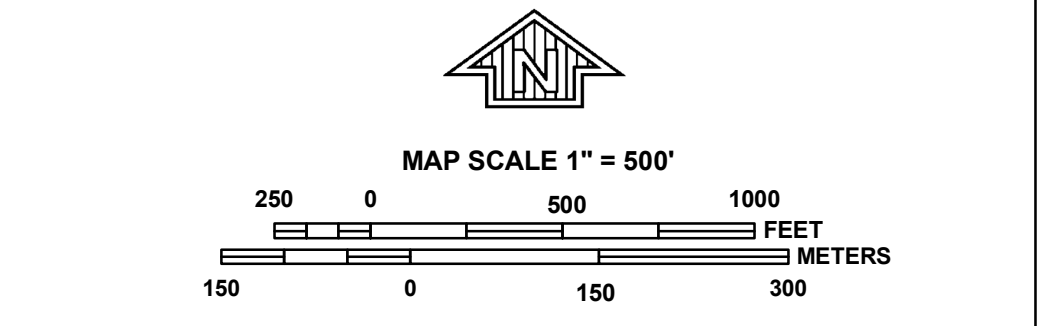 N
MAP SCALE 1" = 500'
250 0 500 1000
FEET
METERS
150 0 150 300